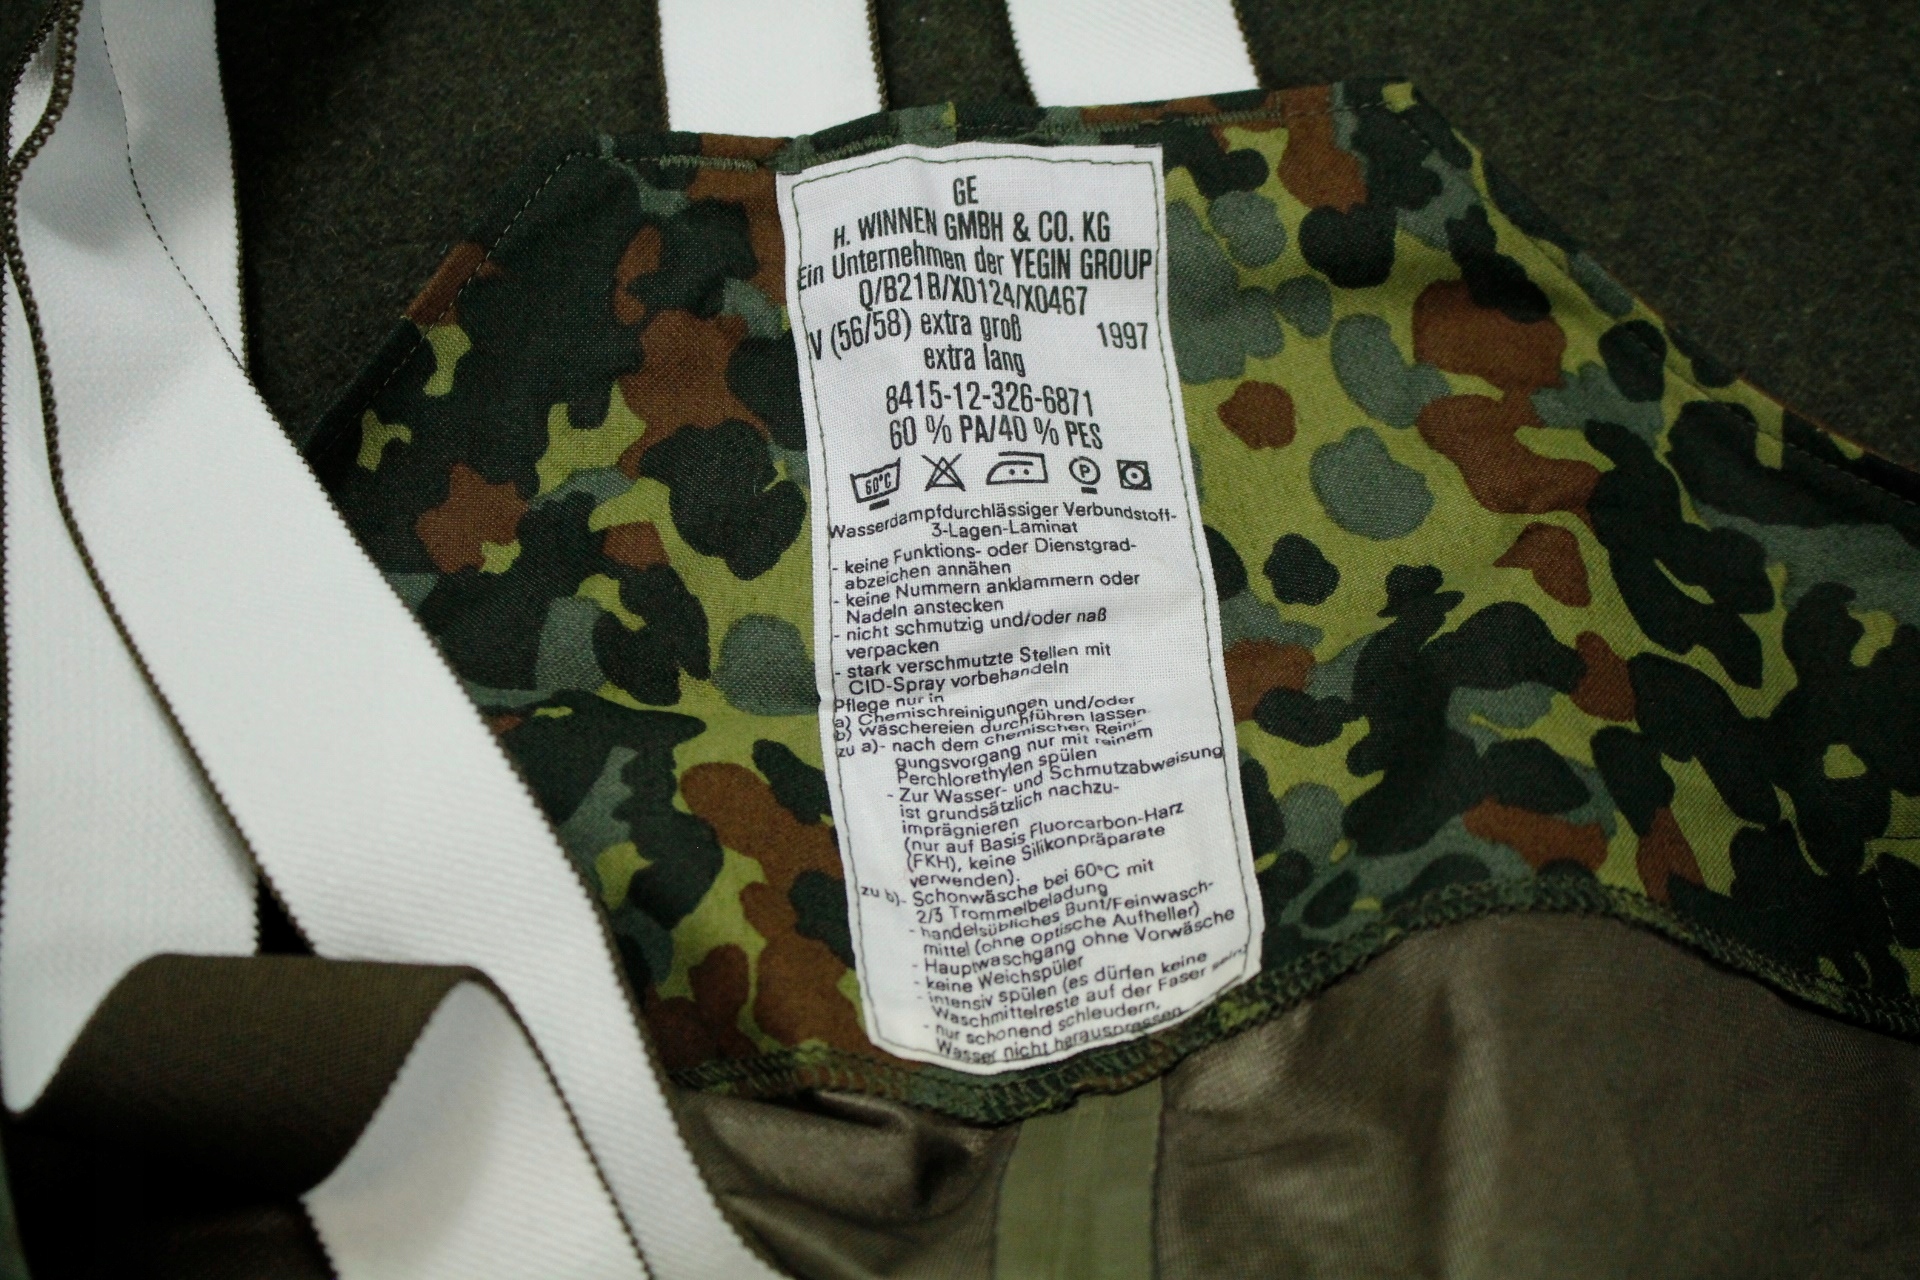 GE
H. WINNEN GMBH & CO. KG
Ein Unternehmen der YEGIN GROUP
Q/B21B/X0124/X0467
V (56/58) extra groß 1997
extra lang
8415-12-326-6871
60 % PA/40 % PES
60°C P
Wasserdampfdurchlässiger Verbundstoff-
3-Lagen-Laminat
- keine Funktions- oder Dienstgrad-
abzeichen annähen
- keine Nummern anklammern oder
Nadeln anstecken
- nicht schmutzig und/oder naß
verpacken
- stark verschmutzte Stellen mit
CID-Spray vorbehandeln
Pflege nur in
a) Chemischreinigungen und/oder
b) Wäschereien durchführen lassen
zu a)- nach dem chemischen Reini-
gungsvorgang nur mit reinem
Perchlorethylen spülen
- Zur Wasser- und Schmutzabweisung
ist grundsätzlich nachzu-
imprägnieren
(nur auf Basis Fluorcarbon-Harz
(FKH), keine Silikonpräparate
verwenden).
zu b)- Schonwäsche bei 60°C mit
2/3 Trommelbeladung
- handelsübliches Bunt/Feinwasch-
mittel (ohne optische Aufheller)
- Hauptwaschgang ohne Vorwäsche
- keine Weichspüler
- intensiv spülen (es dürfen keine
Waschmittelreste auf der Faser sein)
- nur schonend schleudern,
Wasser nicht herauspressen